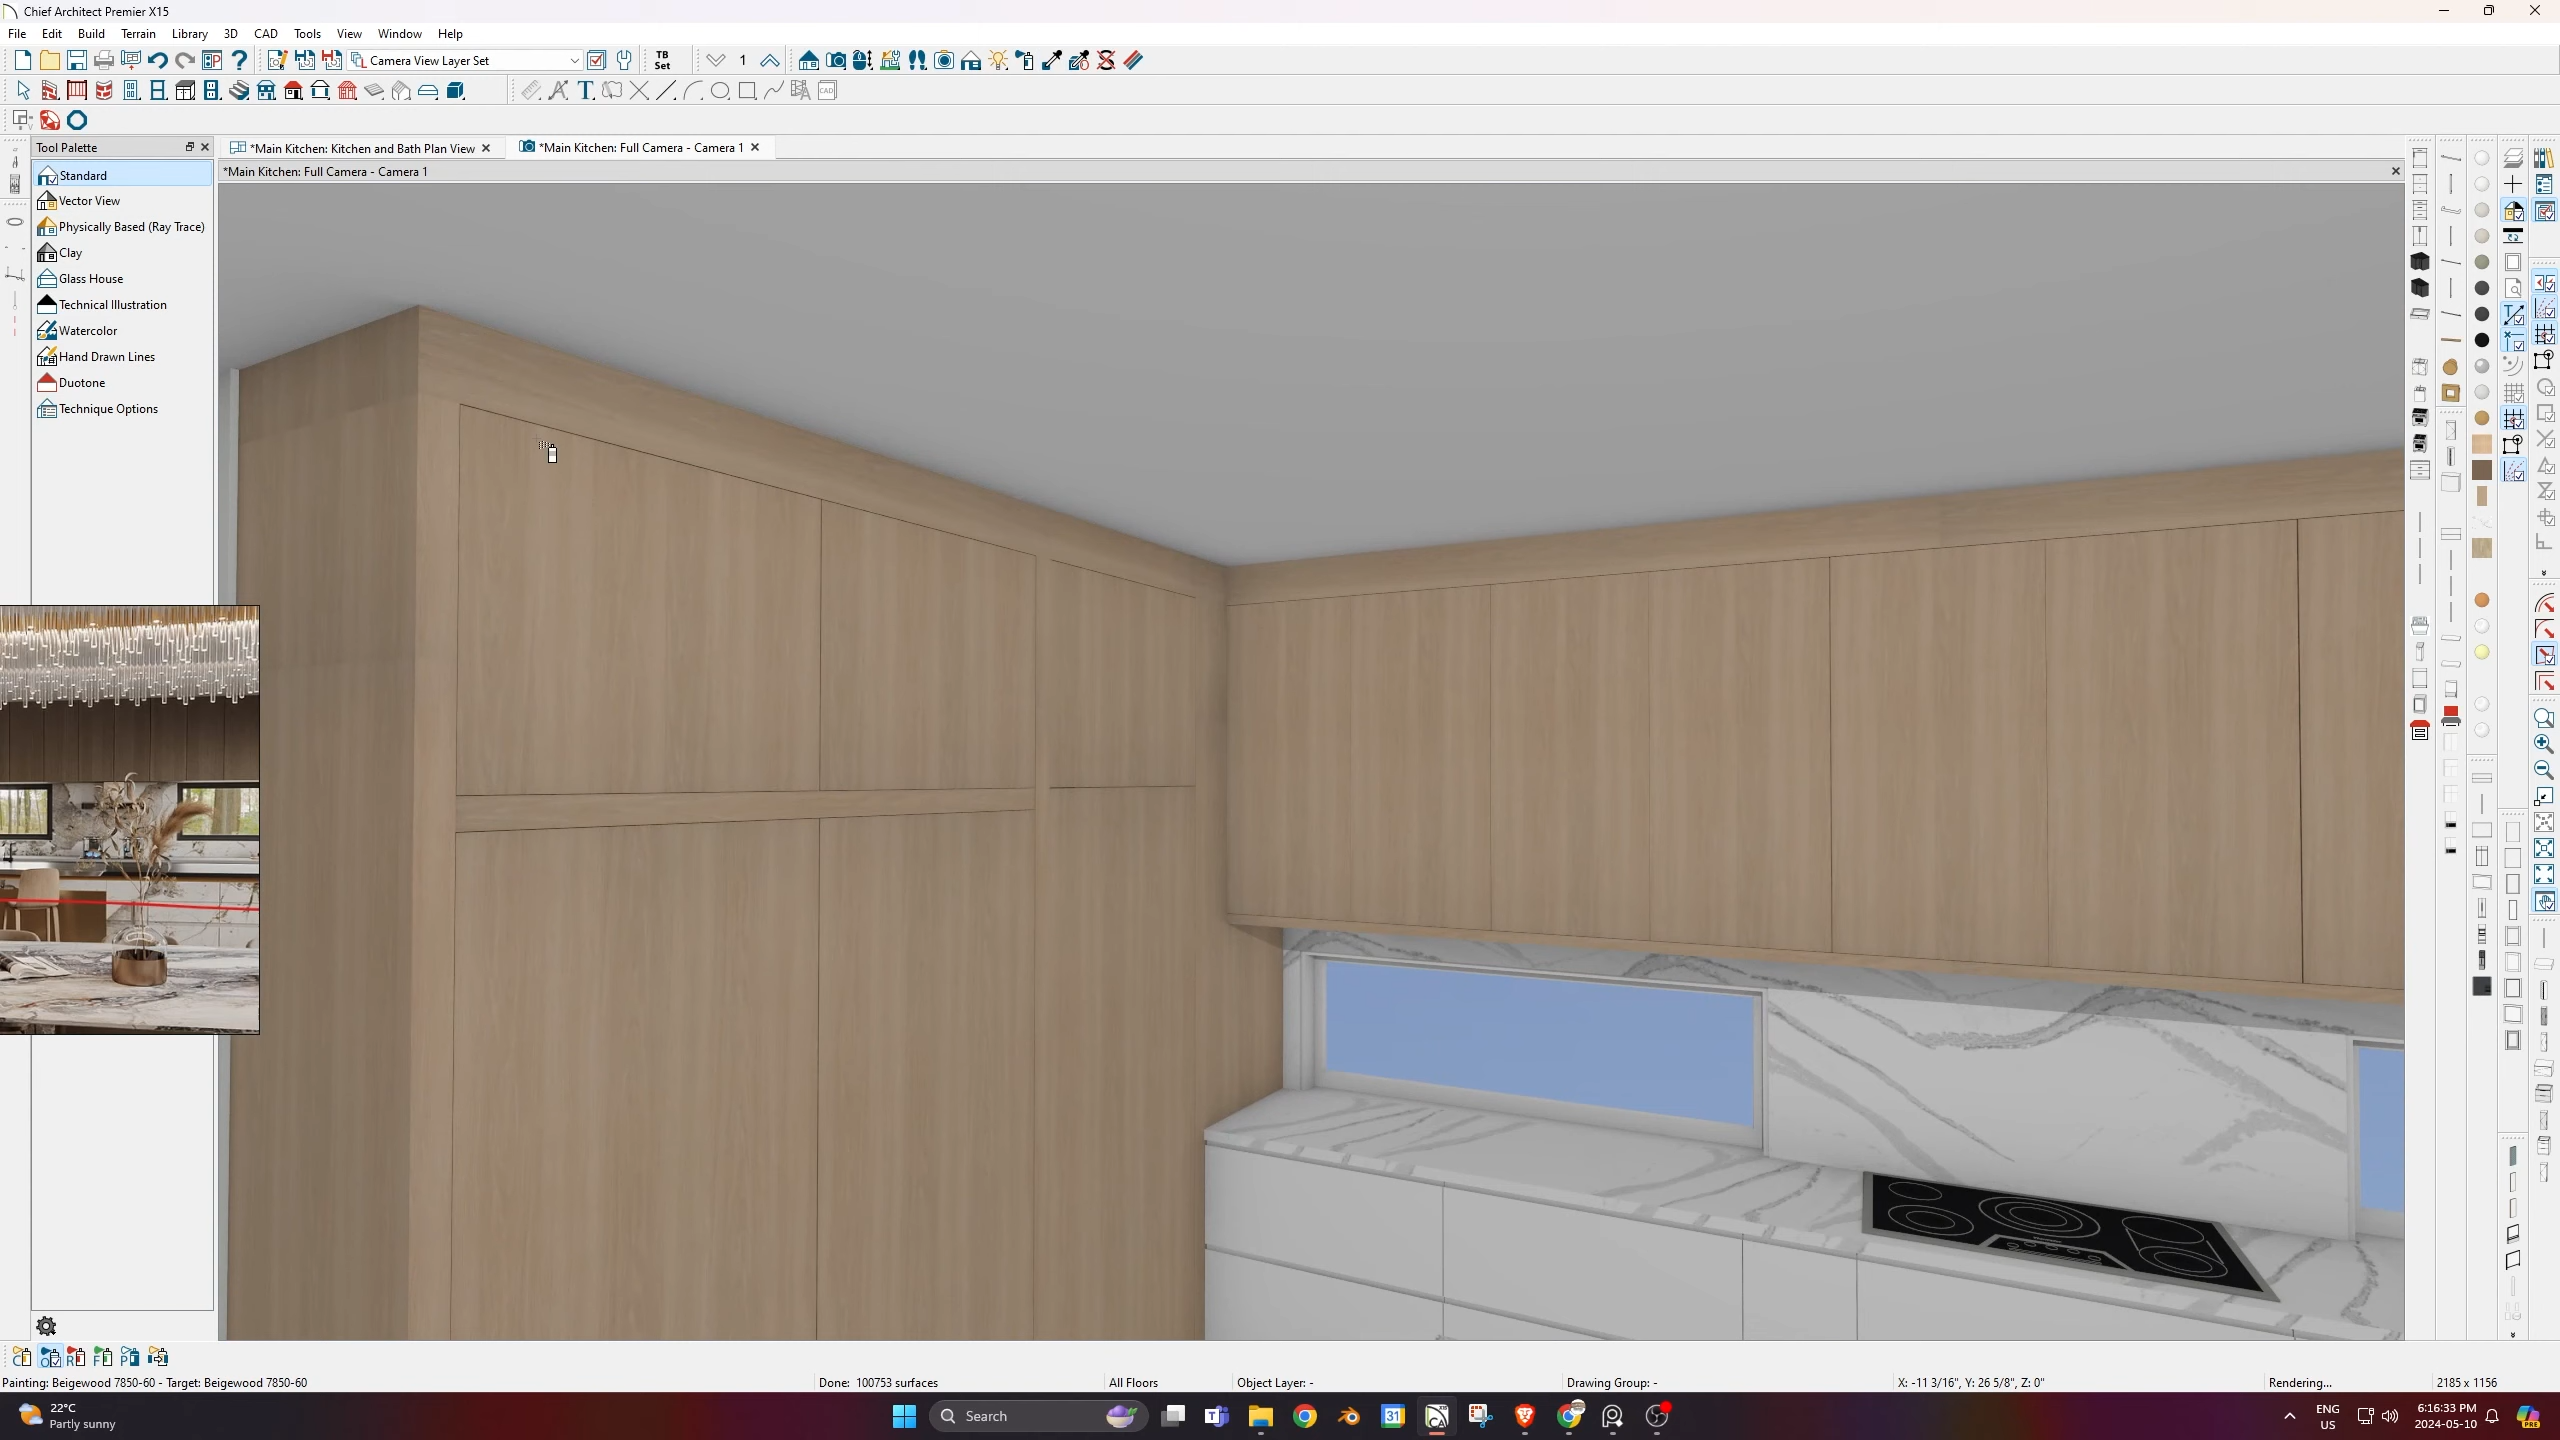 Chief Architect Premier X15
File Edit Build Terrain Library 3D CAD Tools View Window Help
Camera View Layer Set
TB Set
1
Tool Palette
*Main Kitchen: Kitchen and Bath Plan View
*Main Kitchen: Full Camera - Camera 1
*Main Kitchen: Full Camera - Camera 1
Standard
Vector View
Physically Based (Ray Trace)
Clay
Glass House
Technical Illustration
Watercolor
Hand Drawn Lines
Duotone
Technique Options
Painting: Beigewood 7850-60 - Target: Beigewood 7850-60
Done: 100753 surfaces
All Floors
Object Layer: -
Drawing Group: -
X: -11 3/16", Y: 26 5/8", Z: 0"
Rendering...
2185 x 1156
22°C
Partly sunny
Search
31
ENG
US
6:16:33 PM
2024-05-10